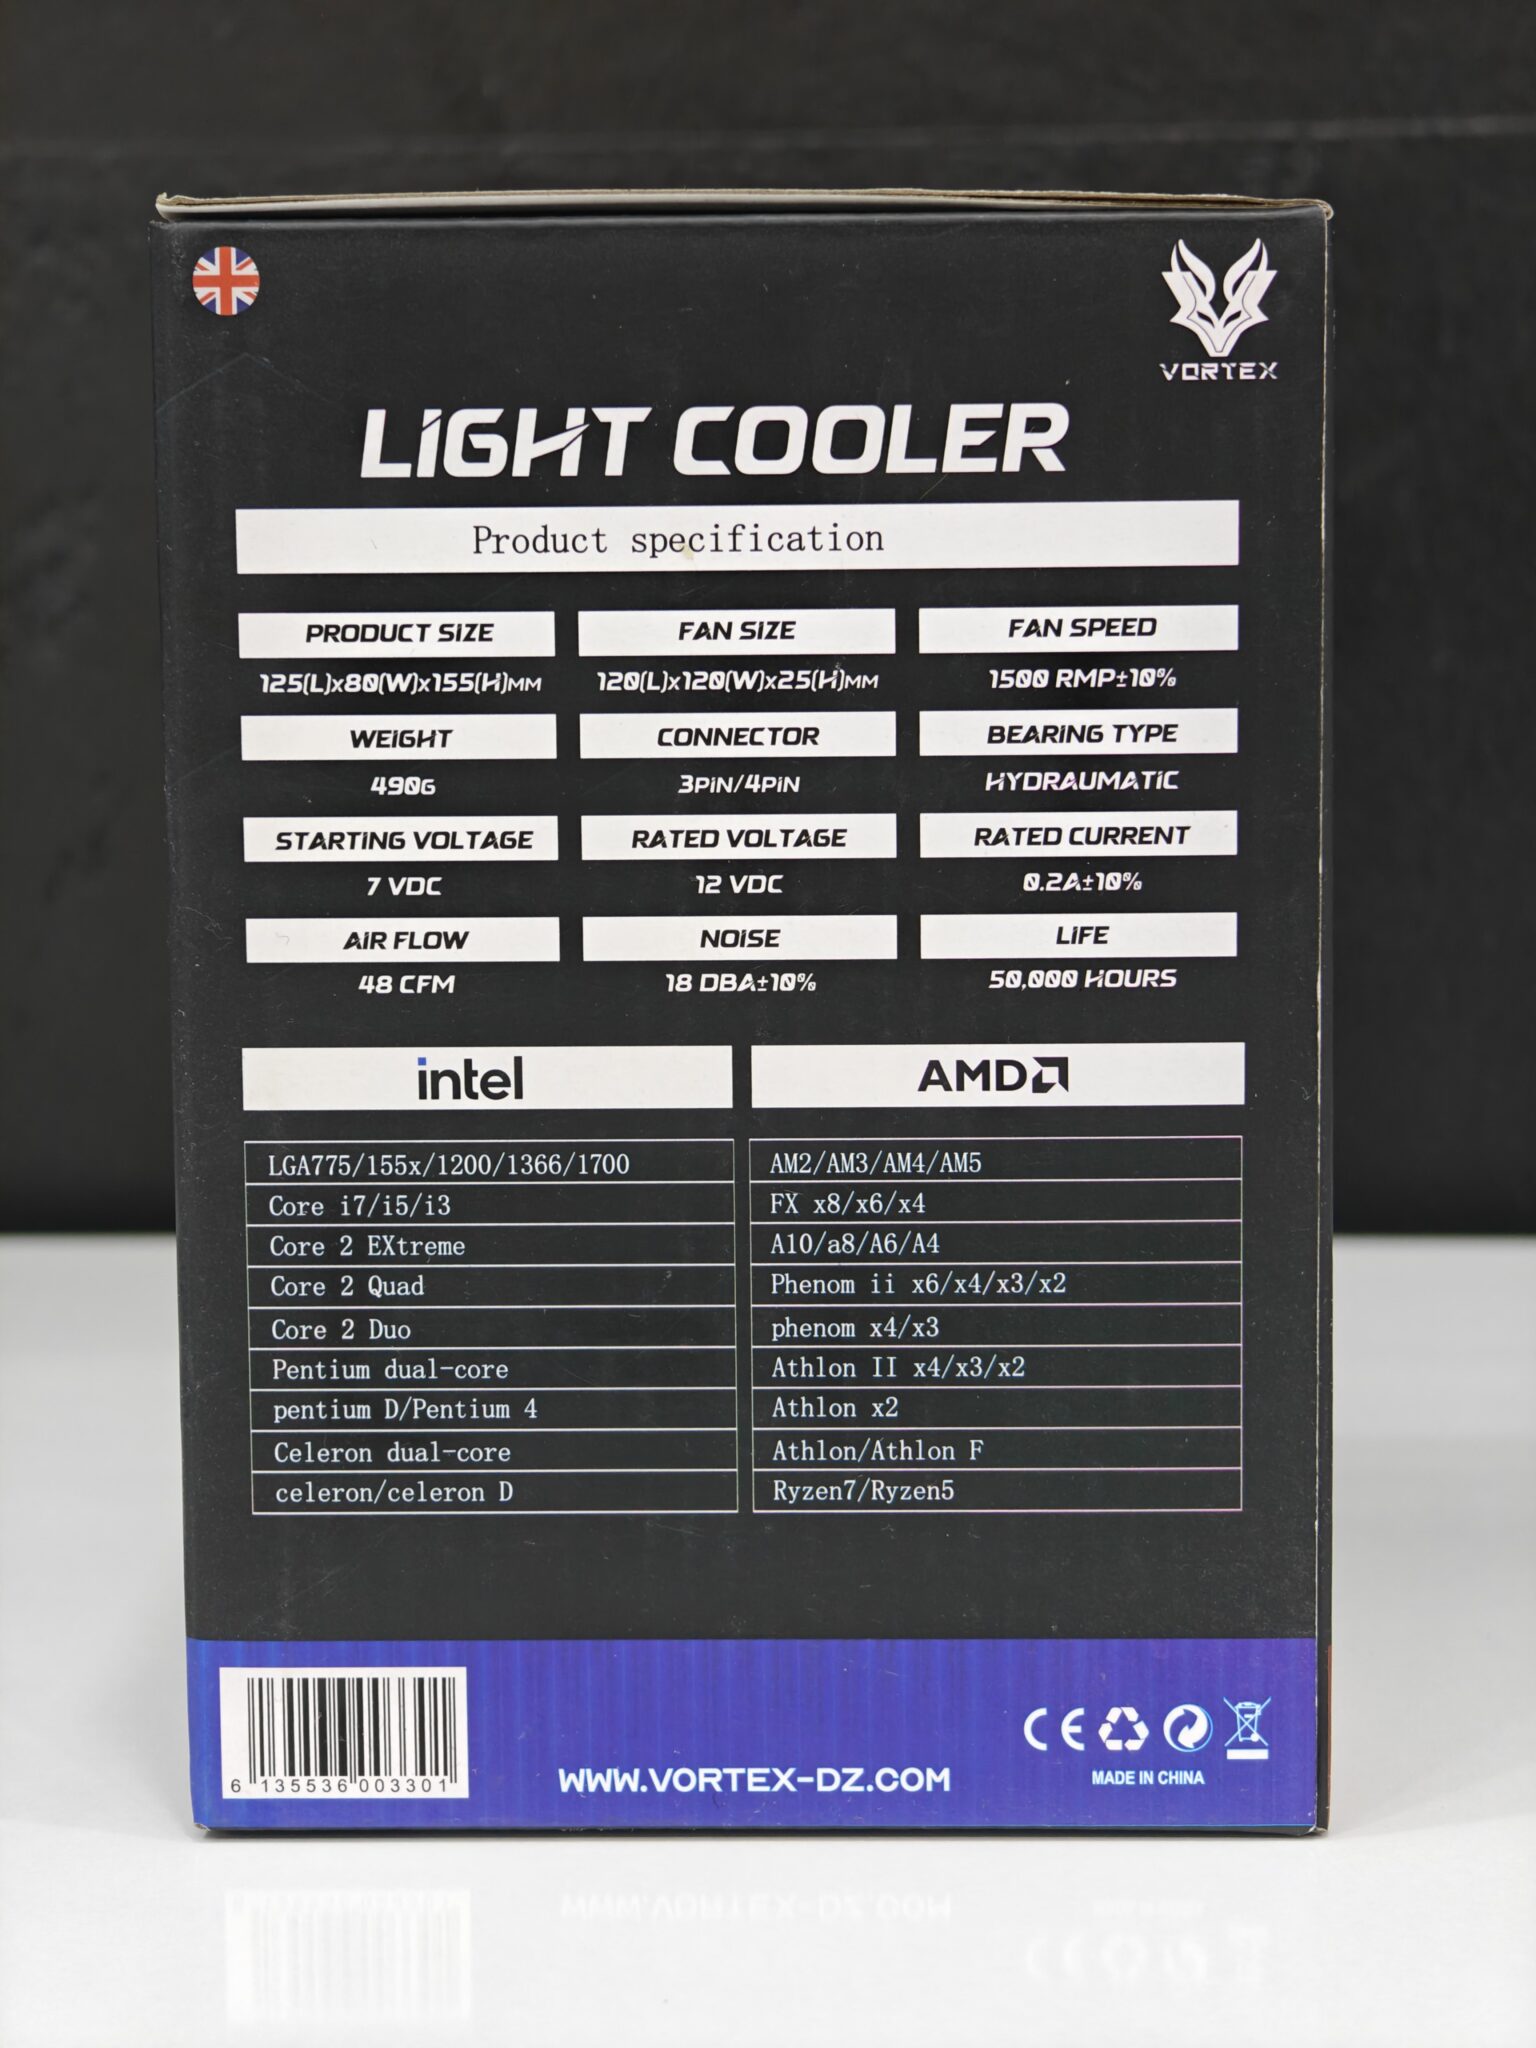 VORTEX
LIGHT COOLER
Product specification
PRODUCT SIZE FAN SIZE FAN SPEED
125(L)x80(W)x155(H)MM 120(L)x120(W)x25(H)MM 1500 RMP±10%
WEIGHT CONNECTOR BEARING TYPE
490G 3PIN/4PIN HYDRAUMATIC
STARTING VOLTAGE RATED VOLTAGE RATED CURRENT
7 VDC 12 VDC 0.2A±10%
AIR FLOW NOISE LIFE
48 CFM 18 DBA±10% 50,000 HOURS
intel AMD
LGA775/155x/1200/1366/1700 AM2/AM3/AM4/AM5
Core i7/i5/i3 FX x8/x6/x4
Core 2 EXtreme A10/a8/A6/A4
Core 2 Quad Phenom ii x6/x4/x3/x2
Core 2 Duo phenom x4/x3
Pentium dual-core Athlon II x4/x3/x2
pentium D/Pentium 4 Athlon x2
Celeron dual-core Athlon/Athlon F
celeron/celeron D Ryzen7/Ryzen5
CE
6 135536 003301 WWW.VORTEX-DZ.COM MADE IN CHINA